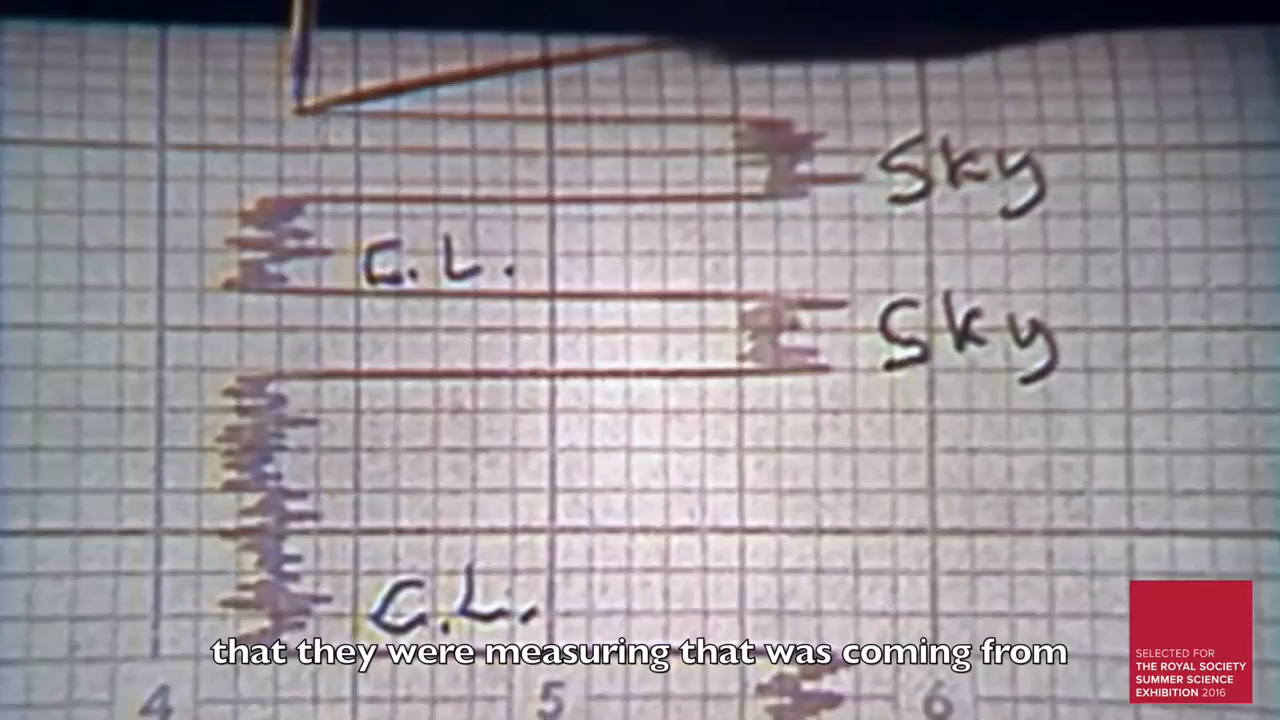 Sky
C.L.
Sky
C.L.
that they were measuring that was coming from
4 5 6
SELECTED FOR
THE ROYAL SOCIETY
SUMMER SCIENCE
EXHIBITION 2016